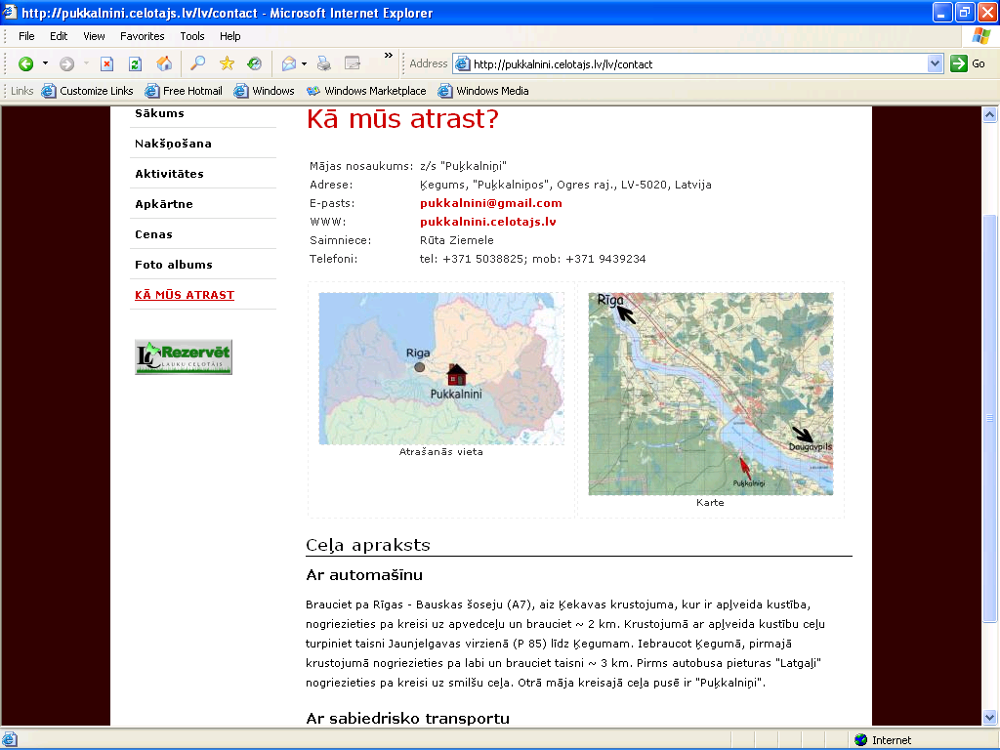 http://pukkalnini.celotajs.lv/lv/contact - Microsoft Internet Explorer
File Edit View Favorites Tools Help
» Address http://pukkalnini.celotajs.lv/lv/contact Go
Links Customize Links Free Hotmail Windows Windows Marketplace Windows Media
Sākums
Nakšņošana
Aktivitātes
Apkārtne
Cenas
Foto albums
KĀ MŪS ATRAST
LC Rezervēt
LAUKU CEĻOTĀJS
Kā mūs atrast?
Mājas nosaukums: z/s "Puķkalniņi"
Adrese: Ķegums, "Puķkalniņos", Ogres raj., LV-5020, Latvija
E-pasts: pukkalnini@gmail.com
WWW: pukkalnini.celotajs.lv
Saimniece: Rūta Ziemele
Telefoni: tel: +371 5038825; mob: +371 9439234
Riga
Pukkalnini
Atrašanās vieta
Rīga
Daugavpils
Puķkalniņi
Karte
Ceļa apraksts
Ar automašīnu
Brauciet pa Rīgas - Bauskas šoseju (A7), aiz Ķekavas krustojuma, kur ir apļveida kustība,
nogriezieties pa kreisi uz apvedceļu un brauciet ~ 2 km. Krustojumā ar apļveida kustību ceļu
turpiniet taisni Jaunjelgavas virzienā (P 85) līdz Ķegumam. Iebraucot Ķegumā, pirmajā
krustojumā nogriezieties pa labi un brauciet taisni ~ 3 km. Pirms autobusa pieturas "Latgaļi"
nogriezieties pa kreisi uz smilšu ceļa. Otrā māja kreisajā ceļa pusē ir "Puķkalniņi".
Ar sabiedrisko transportu
Internet